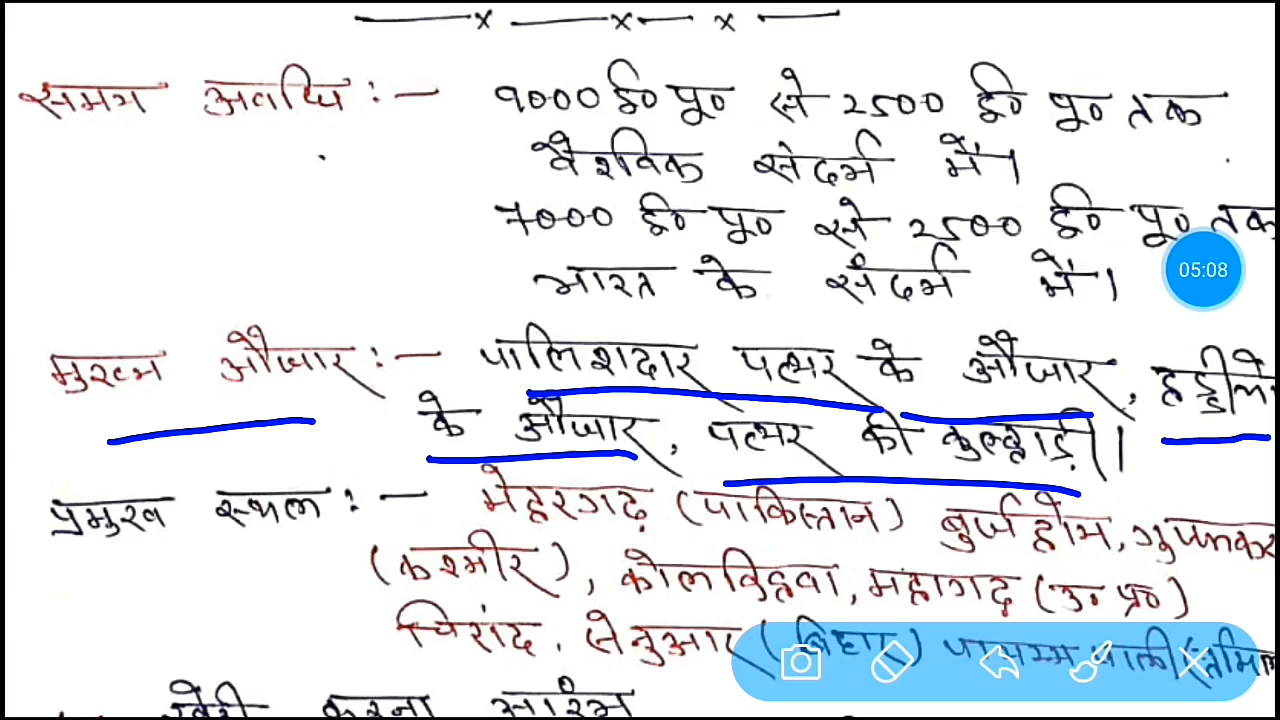 समय अवधि :- 9000 ई० पू० से 2500 ई० पू० तक
वैश्विक संदर्भ में।
7000 ई० पू० से 2500 ई० पू० तक
भारत के संदर्भ में।
05:08
मुख्य औजार :- पालिशदार पत्थर के औजार, हड्डीले
के औजार, पत्थर की कुल्हाड़ी।
प्रमुख स्थल :- मेहरगढ़ (पाकिस्तान) बुर्जहोम, गुफ्कर
(कश्मीर), कोलडिहवा, महागढ़ (उ० प्र०)
चिरांद, सेनुआर (बिहार)
खेती करना प्रारंभ